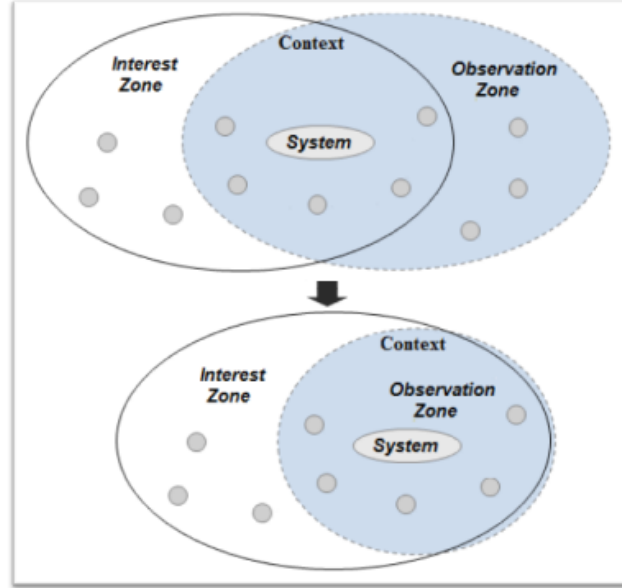 Context
Interest
Zone
Observation
Zone
System
Context
Interest
Zone
Observation
Zone
System